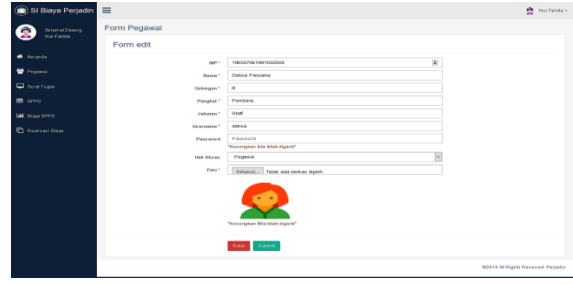 SI Biaya Perjadin
Nur Farida
Selamat Datang,
Nur Farida
Beranda
Pegawai
Surat Tugas
SPPD
Biaya SPPD
Realisasi Biaya
Form Pegawai
Form edit
NIP *
Nama *
Golongan *
III
Pangkat *
Pembina
Jabatan *
Staff
Username *
delisa
Password
Password
*Kosongkan bila tidak diganti*
Hak Akses
Pegawai
Foto *
Telusuri... Tidak ada berkas dipilih.
*Kosongkan Bila tidak diganti*
Batal
Submit
©2019 All Rights Reserved. Perjadin